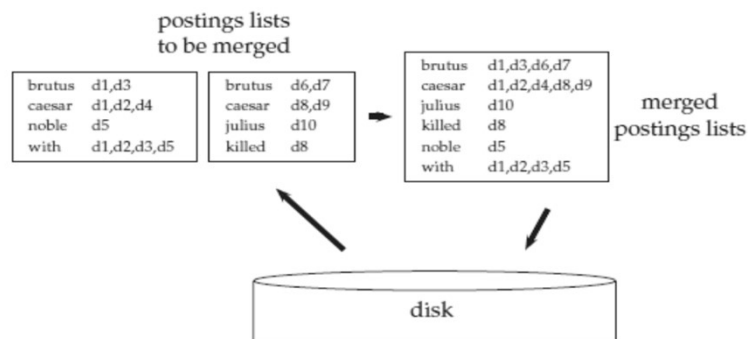 postings lists
to be merged
brutus d1,d3
caesar d1,d2,d4
noble d5
with d1,d2,d3,d5
brutus d6,d7
caesar d8,d9
julius d10
killed d8
brutus d1,d3,d6,d7
caesar d1,d2,d4,d8,d9
julius d10
killed d8
noble d5
with d1,d2,d3,d5
merged
postings lists
disk